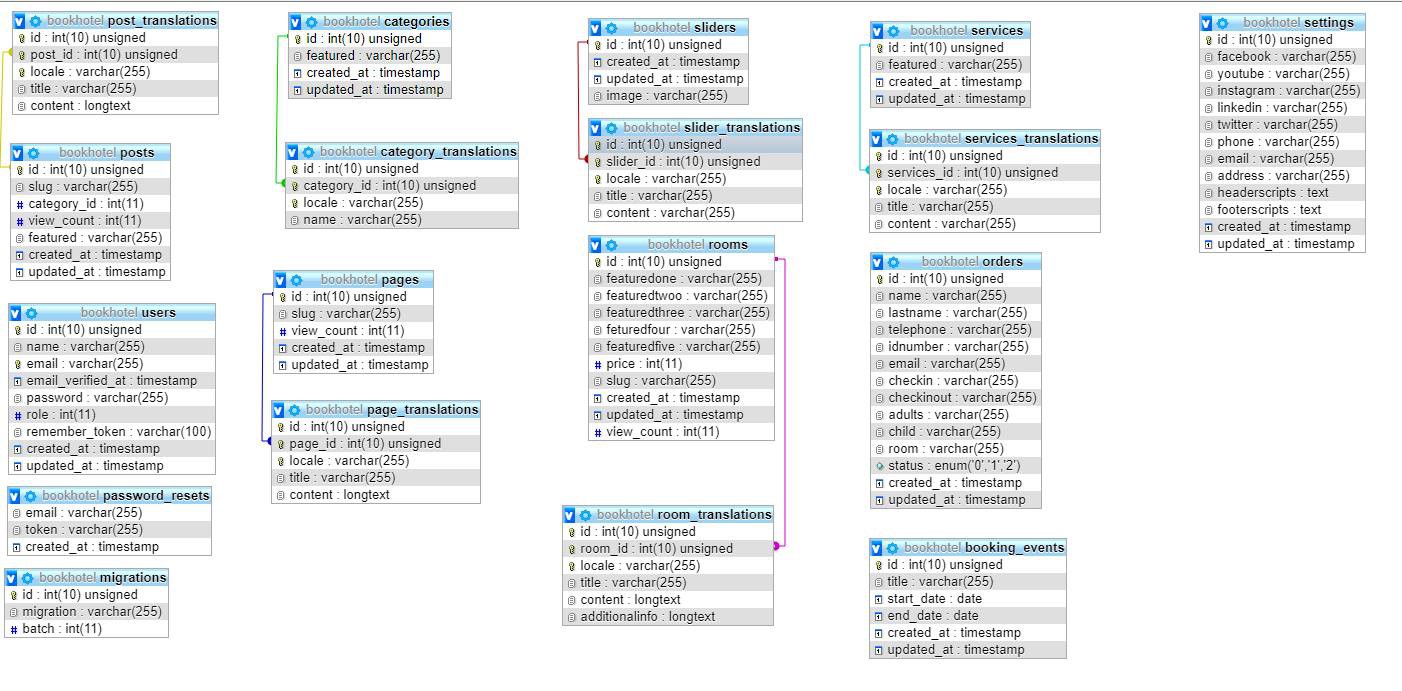 bookhotel post_translations
id : int(10) unsigned
post_id : int(10) unsigned
locale : varchar(255)
title : varchar(255)
content : longtext
bookhotel posts
id : int(10) unsigned
slug : varchar(255)
category_id : int(11)
view_count : int(11)
featured : varchar(255)
created_at : timestamp
updated_at : timestamp
bookhotel users
id : int(10) unsigned
name : varchar(255)
email : varchar(255)
email_verified_at : timestamp
password : varchar(255)
role : int(11)
remember_token : varchar(100)
created_at : timestamp
updated_at : timestamp
bookhotel password_resets
email : varchar(255)
token : varchar(255)
created_at : timestamp
bookhotel migrations
id : int(10) unsigned
migration : varchar(255)
batch : int(11)
bookhotel categories
id : int(10) unsigned
featured : varchar(255)
created_at : timestamp
updated_at : timestamp
bookhotel category_translations
id : int(10) unsigned
category_id : int(10) unsigned
locale : varchar(255)
name : varchar(255)
bookhotel pages
id : int(10) unsigned
slug : varchar(255)
view_count : int(11)
created_at : timestamp
updated_at : timestamp
bookhotel page_translations
id : int(10) unsigned
page_id : int(10) unsigned
locale : varchar(255)
title : varchar(255)
content : longtext
bookhotel sliders
id : int(10) unsigned
created_at : timestamp
updated_at : timestamp
image : varchar(255)
bookhotel slider_translations
id : int(10) unsigned
slider_id : int(10) unsigned
locale : varchar(255)
title : varchar(255)
content : varchar(255)
bookhotel rooms
id : int(10) unsigned
featuredone : varchar(255)
featuredtwoo : varchar(255)
featuredthree : varchar(255)
feturedfour : varchar(255)
featuredfive : varchar(255)
price : int(11)
slug : varchar(255)
created_at : timestamp
updated_at : timestamp
view_count : int(11)
bookhotel room_translations
id : int(10) unsigned
room_id : int(10) unsigned
locale : varchar(255)
title : varchar(255)
content : longtext
additionalinfo : longtext
bookhotel services
id : int(10) unsigned
featured : varchar(255)
created_at : timestamp
updated_at : timestamp
bookhotel services_translations
id : int(10) unsigned
services_id : int(10) unsigned
locale : varchar(255)
title : varchar(255)
content : varchar(255)
bookhotel orders
id : int(10) unsigned
name : varchar(255)
lastname : varchar(255)
telephone : varchar(255)
idnumber : varchar(255)
email : varchar(255)
checkin : varchar(255)
checkinout : varchar(255)
adults : varchar(255)
child : varchar(255)
room : varchar(255)
status : enum('0','1','2')
created_at : timestamp
updated_at : timestamp
bookhotel booking_events
id : int(10) unsigned
title : varchar(255)
start_date : date
end_date : date
created_at : timestamp
updated_at : timestamp
bookhotel settings
id : int(10) unsigned
facebook : varchar(255)
youtube : varchar(255)
instagram : varchar(255)
linkedin : varchar(255)
twitter : varchar(255)
phone : varchar(255)
email : varchar(255)
address : varchar(255)
headerscripts : text
footerscripts : text
created_at : timestamp
updated_at : timestamp